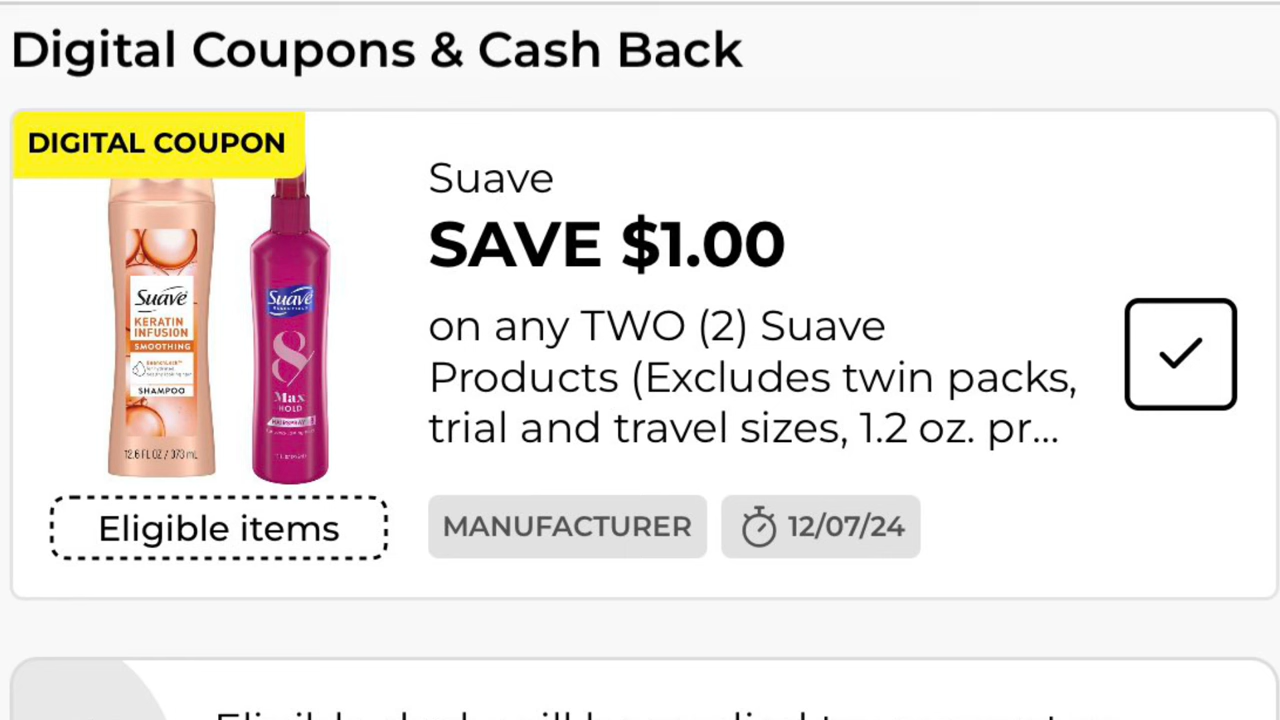 Digital Coupons & Cash Back
DIGITAL COUPON
Suave
SAVE $1.00
on any TWO (2) Suave
Products (Excludes twin packs,
trial and travel sizes, 1.2 oz. pr...
Suave
KERATIN
INFUSION
SMOOTHING
SHAMPOO
12.6 FL OZ / 373 mL
Suave
8
Max
HOLD
Eligible items
MANUFACTURER
12/07/24